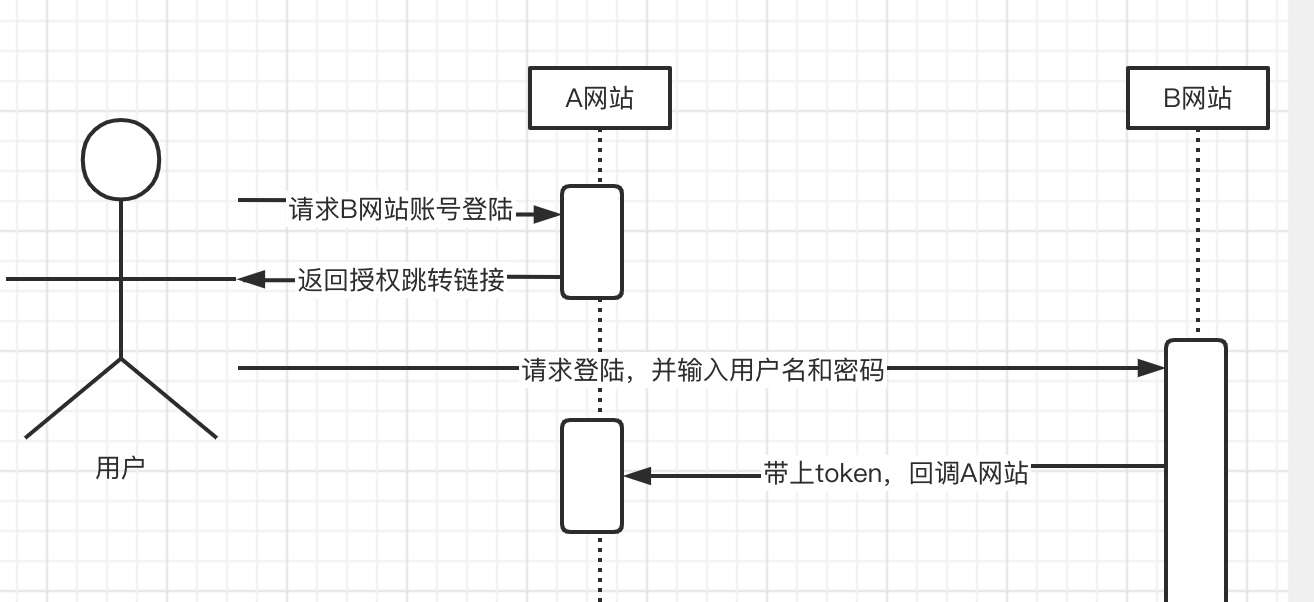 A网站
B网站
请求B网站账号登陆
返回授权跳转链接
请求登陆，并输入用户名和密码
用户
带上token，回调A网站